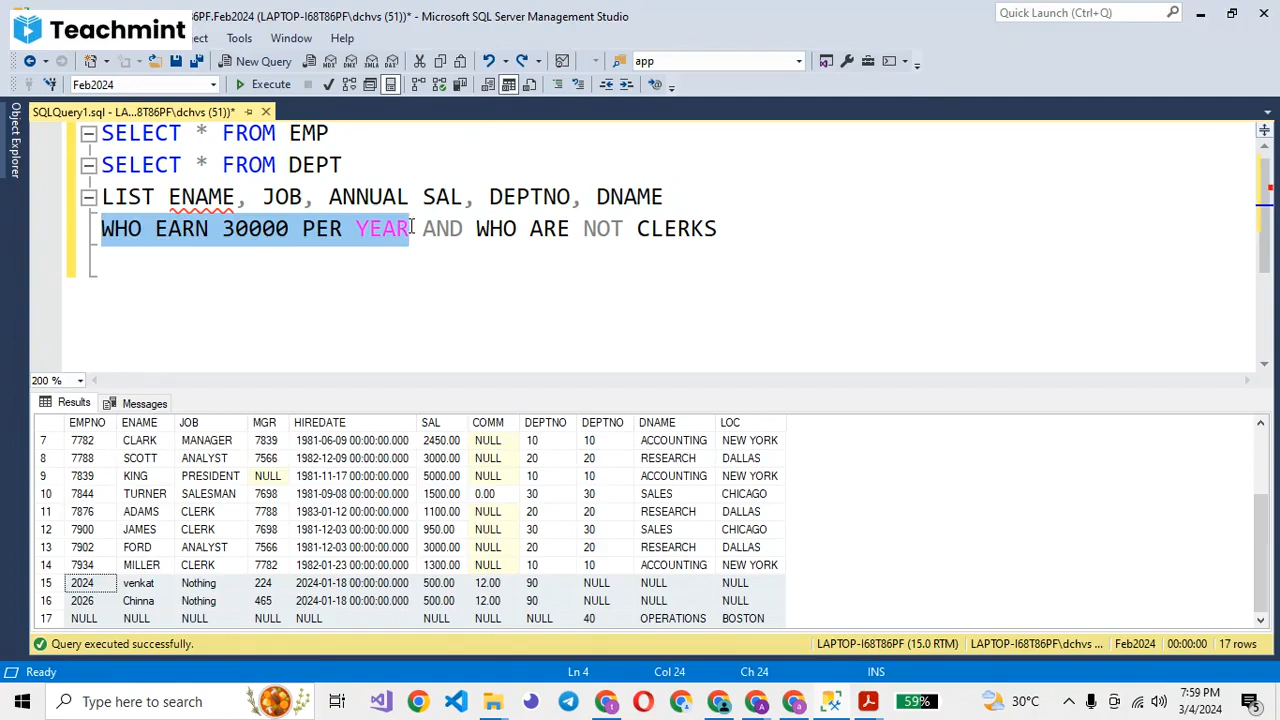 PF.Feb2024 (LAPTOP-I68T86PF\dchvs (51))* - Microsoft SQL Server Management Studio
Quick Launch (Ctrl+Q)
Teachmint
Tools Window Help
New Query app
Feb2024 Execute
SQLQuery1.sql - LA...8T86PF\dchvs (51))*
Object Explorer
SELECT * FROM EMP
SELECT * FROM DEPT
LIST ENAME, JOB, ANNUAL SAL, DEPTNO, DNAME
WHO EARN 30000 PER YEAR AND WHO ARE NOT CLERKS
200 %
Results Messages
EMPNO ENAME JOB MGR HIREDATE SAL COMM DEPTNO DEPTNO DNAME LOC
7 7782 CLARK MANAGER 7839 1981-06-09 00:00:00.000 2450.00 NULL 10 10 ACCOUNTING NEW YORK
8 7788 SCOTT ANALYST 7566 1982-12-09 00:00:00.000 3000.00 NULL 20 20 RESEARCH DALLAS
9 7839 KING PRESIDENT NULL 1981-11-17 00:00:00.000 5000.00 NULL 10 10 ACCOUNTING NEW YORK
10 7844 TURNER SALESMAN 7698 1981-09-08 00:00:00.000 1500.00 0.00 30 30 SALES CHICAGO
11 7876 ADAMS CLERK 7788 1983-01-12 00:00:00.000 1100.00 NULL 20 20 RESEARCH DALLAS
12 7900 JAMES CLERK 7698 1981-12-03 00:00:00.000 950.00 NULL 30 30 SALES CHICAGO
13 7902 FORD ANALYST 7566 1981-12-03 00:00:00.000 3000.00 NULL 20 20 RESEARCH DALLAS
14 7934 MILLER CLERK 7782 1982-01-23 00:00:00.000 1300.00 NULL 10 10 ACCOUNTING NEW YORK
15 2024 venkat Nothing 224 2024-01-18 00:00:00.000 500.00 12.00 90 NULL NULL NULL
16 2026 Chinna Nothing 465 2024-01-18 00:00:00.000 500.00 12.00 90 NULL NULL NULL
17 NULL NULL NULL NULL NULL NULL NULL NULL 40 OPERATIONS BOSTON
Query executed successfully. LAPTOP-I68T86PF (15.0 RTM) LAPTOP-I68T86PF\dchvs ... Feb2024 00:00:00 17 rows
Ready Ln 4 Col 24 Ch 24 INS
Type here to search 59% 30°C 7:59 PM
3/4/2024 5